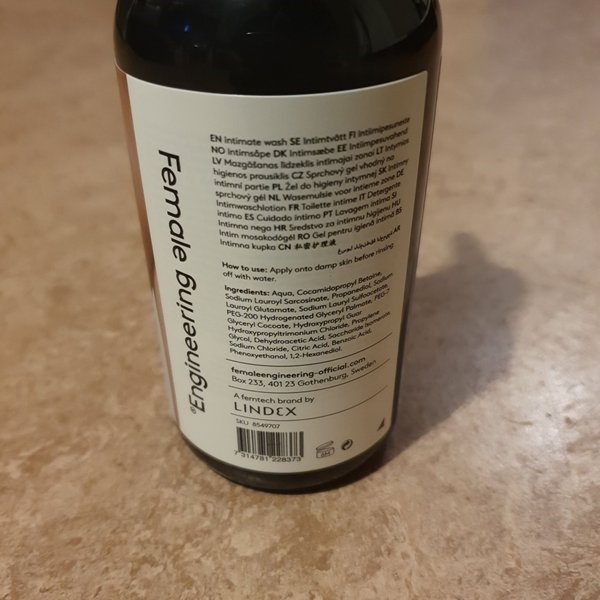 Female Engineering®
EN Intimate wash SE Intimtvätt FI Intiimipesuneste
NO Intimsåpe DK Intimsæbe EE Intiimpesuvahend
LV Mazgāšanas līdzeklis intīmajai zonai LT Intymios
higienos prausiklis CZ Sprchový gel vhodný na
intimní partie PL Żel do higieny intymnej SK Intímny
sprchový gél NL Wasemulsie voor intieme zone DE
Intimwaschlotion FR Toilette intime IT Detergente
intimo ES Cuidado íntimo PT Lavagem íntima SI
Intimna nega HR Sredstvo za intimnu higijenu HU
Intim mosakodógél RO Gel pentru igienă intimă BS
Intimna kupka CN 私密护理液 AR
How to use: Apply onto damp skin before rinsing
off with water.
Ingredients: Aqua, Cocamidopropyl Betaine,
Sodium Lauroyl Sarcosinate, Propanediol, Sodium
Lauroyl Glutamate, Sodium Lauryl Sulfoacetate,
PEG-200 Hydrogenated Glyceryl Palmate, PEG-7
Glyceryl Cocoate, Hydroxypropyl Guar
Hydroxypropyltrimonium Chloride, Propylene
Glycol, Dehydroacetic Acid, Saccharide Isomerate,
Sodium Chloride, Citric Acid, Benzoic Acid,
Phenoxyethanol, 1,2-Hexanediol.
femaleengineering-official.com
Box 233, 401 23 Gothenburg, Sweden
A femtech brand by
LINDEX
SKU 8549707
7 314781 228373
6M